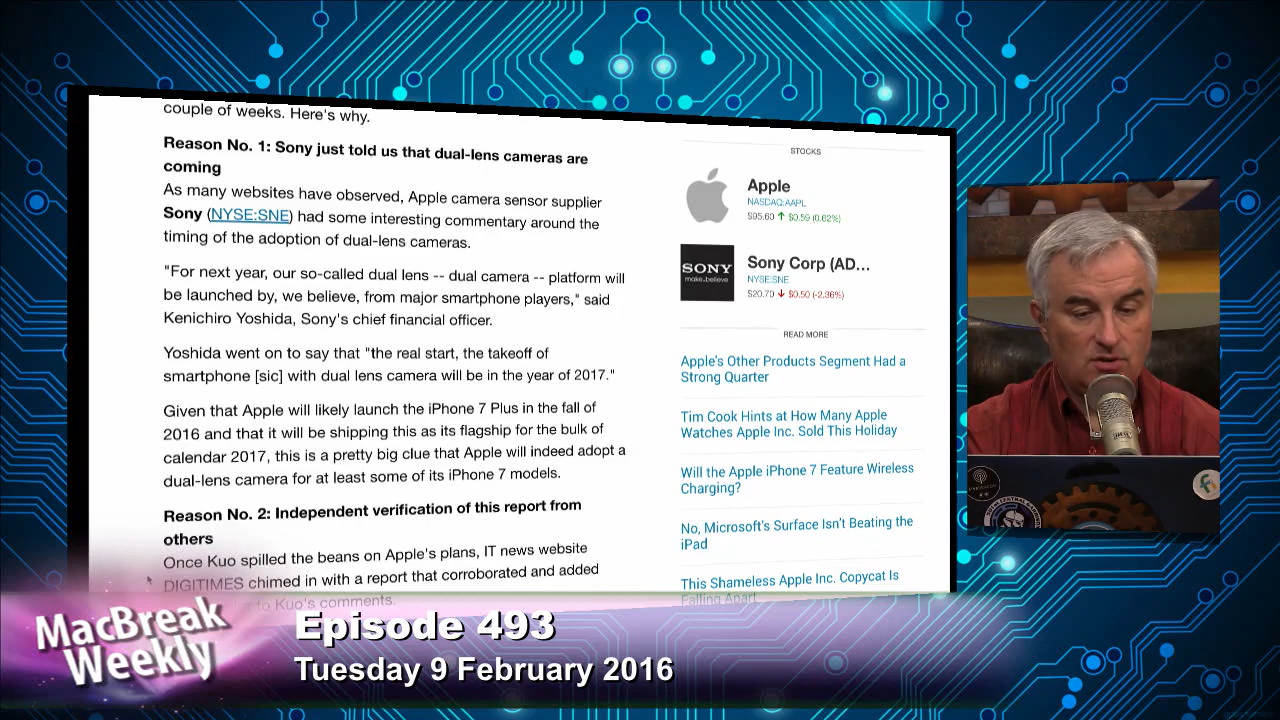 couple of weeks. Here's why.
Reason No. 1: Sony just told us that dual-lens cameras are
coming
As many websites have observed, Apple camera sensor supplier
Sony (NYSE:SNE) had some interesting commentary around the
timing of the adoption of dual-lens cameras.
"For next year, our so-called dual lens -- dual camera -- platform will
be launched by, we believe, from major smartphone players," said
Kenichiro Yoshida, Sony's chief financial officer.
Yoshida went on to say that "the real start, the takeoff of
smartphone [sic] with dual lens camera will be in the year of 2017."
Given that Apple will likely launch the iPhone 7 Plus in the fall of
2016 and that it will be shipping this as its flagship for the bulk of
calendar 2017, this is a pretty big clue that Apple will indeed adopt a
dual-lens camera for at least some of its iPhone 7 models.
Reason No. 2: Independent verification of this report from
others
Once Kuo spilled the beans on Apple's plans, IT news website
DIGITIMES chimed in with a report that corroborated and added
to Kuo's comments.
STOCKS
Apple
NASDAQ:AAPL
$95.60 ↑ $0.59 (0.62%)
SONY
make.believe
Sony Corp (AD...
NYSE:SNE
$20.70 ↓ $0.50 (-2.36%)
READ MORE
Apple's Other Products Segment Had a
Strong Quarter
Tim Cook Hints at How Many Apple
Watches Apple Inc. Sold This Holiday
Will the Apple iPhone 7 Feature Wireless
Charging?
No, Microsoft's Surface Isn't Beating the
iPad
This Shameless Apple Inc. Copycat Is
Falling Apart
MacBreak
Weekly
Episode 493
Tuesday 9 February 2016